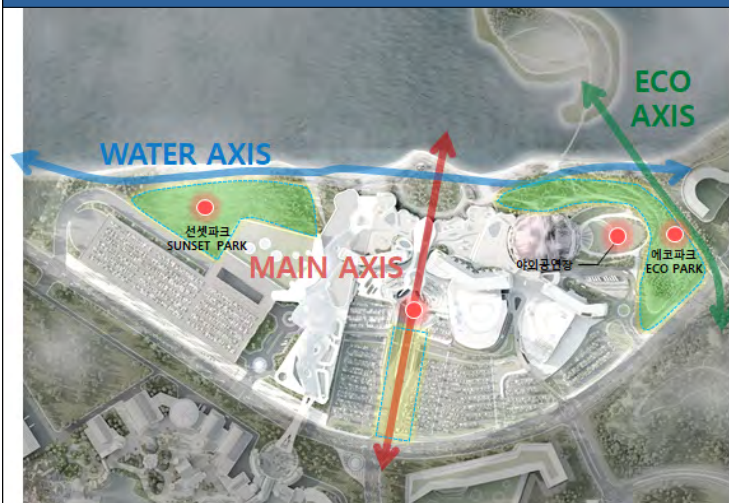 ECO
AXIS
WATER AXIS
선셋파크
SUNSET PARK
MAIN AXIS
야외공연장
에코파크
ECO PARK